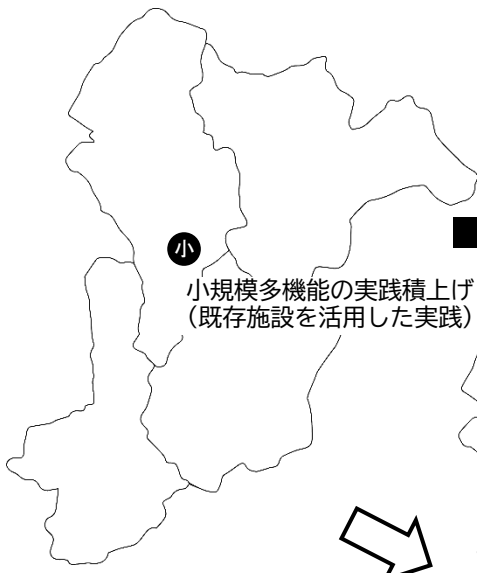 小
小規模多機能の実践積上げ
（既存施設を活用した実践）